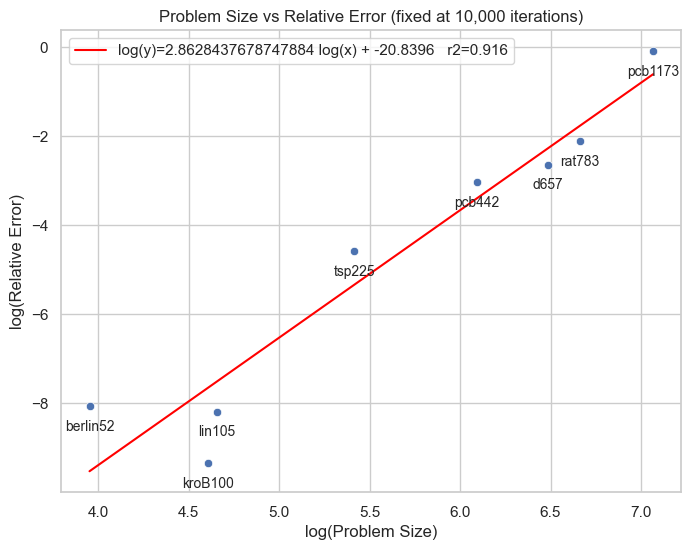 Problem Size vs Relative Error (fixed at 10,000 iterations)
log(y)=2.8628437678747884 log(x) + -20.8396   r2=0.916
0
−2
−4
−6
−8
log(Relative Error)
pcb1173
rat783
d657
pcb442
tsp225
berlin52
lin105
kroB100
4.0 4.5 5.0 5.5 6.0 6.5 7.0
log(Problem Size)